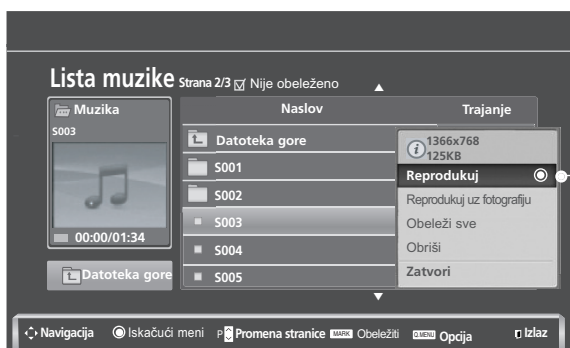 Lista muzike Strana 2/3 Nije obeleženo
Muzika
S003
00:00/01:34
Datoteka gore
Naslov Trajanje
Datoteka gore
S001
S002
S003
S004
S005
1366x768
125KB
Reprodukuj
Reprodukuj uz fotografiju
Obeleži sve
Obriši
Zatvori
Navigacija Iskačući meni P Promena stranice MARK Obeležiti Q.MENU Opcija Izlaz